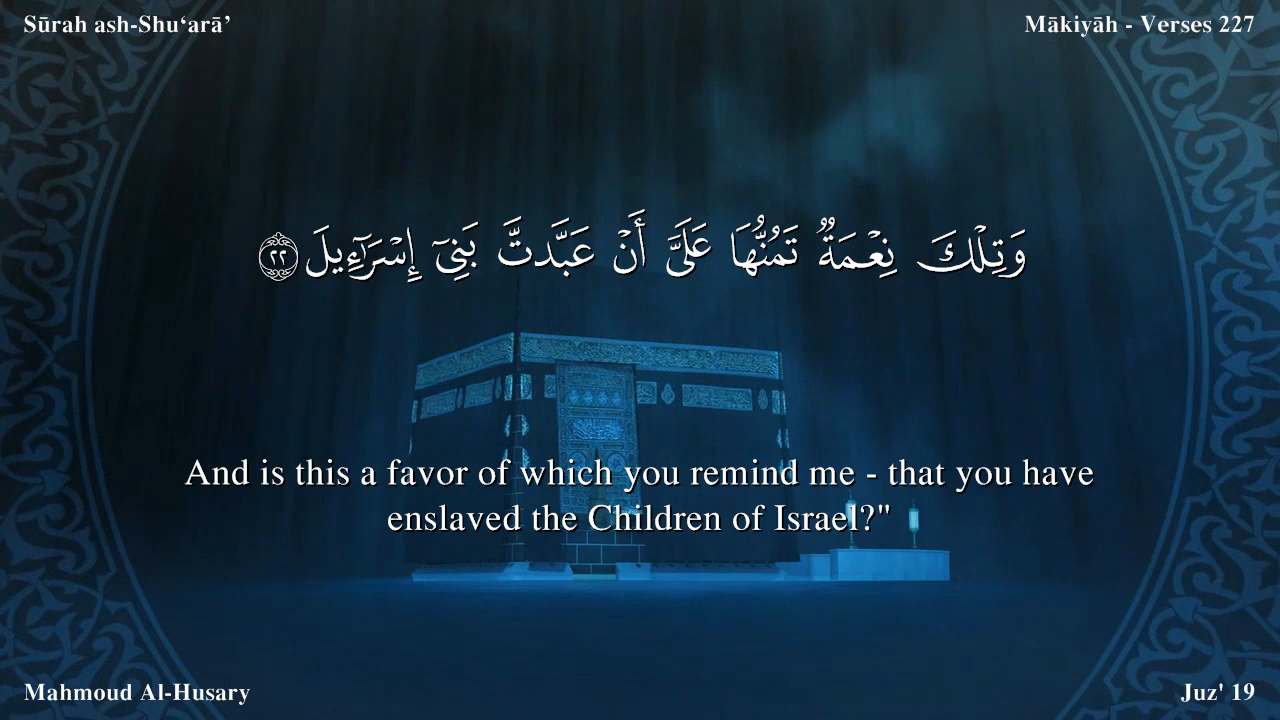 Sūrah ash-Shu‘arā’
Mākiyāh - Verses 227
وَتِلْكَ نِعْمَةٌ تَمُنُّهَا عَلَىَّ أَنْ عَبَّدتَّ بَنِىٓ إِسْرَٰٓءِيلَ ٢٢
And is this a favor of which you remind me - that you have
enslaved the Children of Israel?"
Mahmoud Al-Husary
Juz' 19